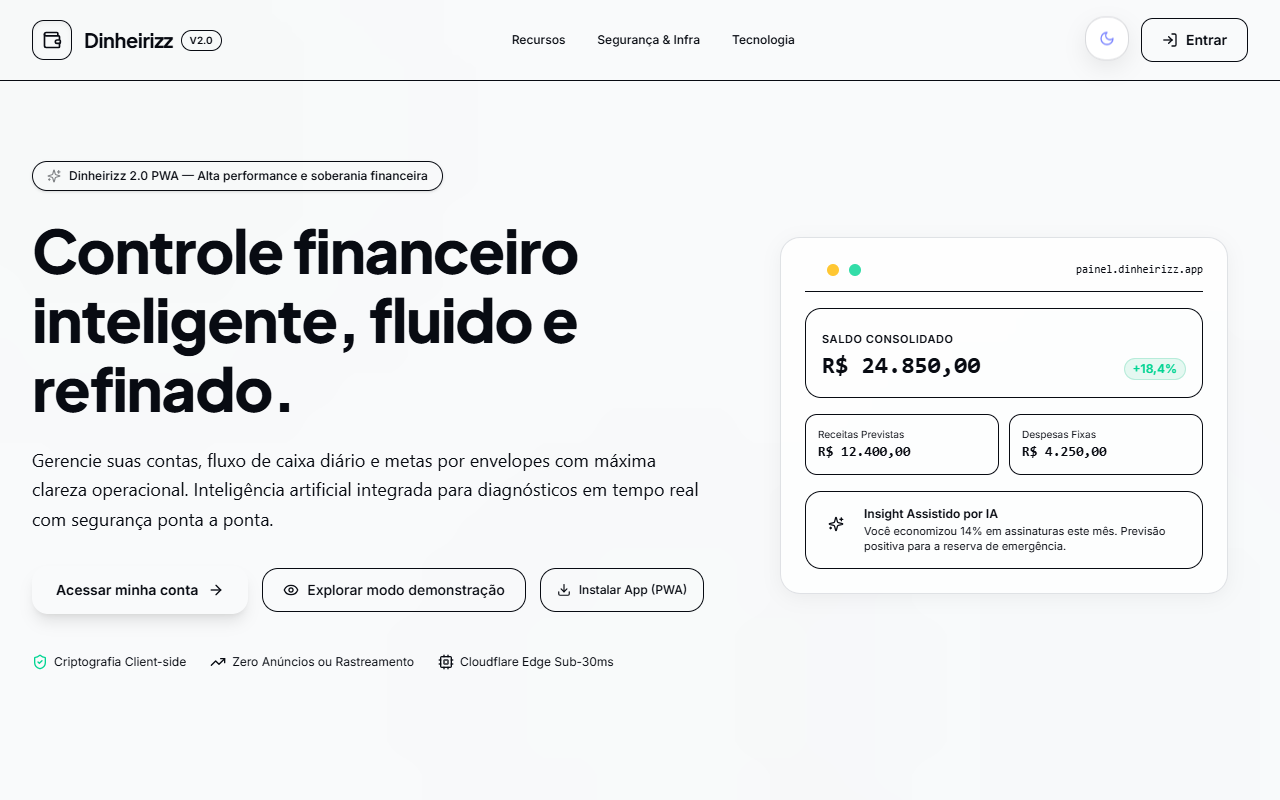 Dinheirizz V2.0
Recursos Segurança & Infra Tecnologia
Entrar
Dinheirizz 2.0 PWA — Alta performance e soberania financeira
Controle financeiro
inteligente, fluido e
refinado.
Gerencie suas contas, fluxo de caixa diário e metas por envelopes com máxima
clareza operacional. Inteligência artificial integrada para diagnósticos em tempo real
com segurança ponta a ponta.
Acessar minha conta
Explorar modo demonstração
Instalar App (PWA)
Criptografia Client-side
Zero Anúncios ou Rastreamento
Cloudflare Edge Sub-30ms
painel.dinheirizz.app
SALDO CONSOLIDADO
R$ 24.850,00
+18,4%
Receitas Previstas
R$ 12.400,00
Despesas Fixas
R$ 4.250,00
Insight Assistido por IA
Você economizou 14% em assinaturas este mês. Previsão
positiva para a reserva de emergência.